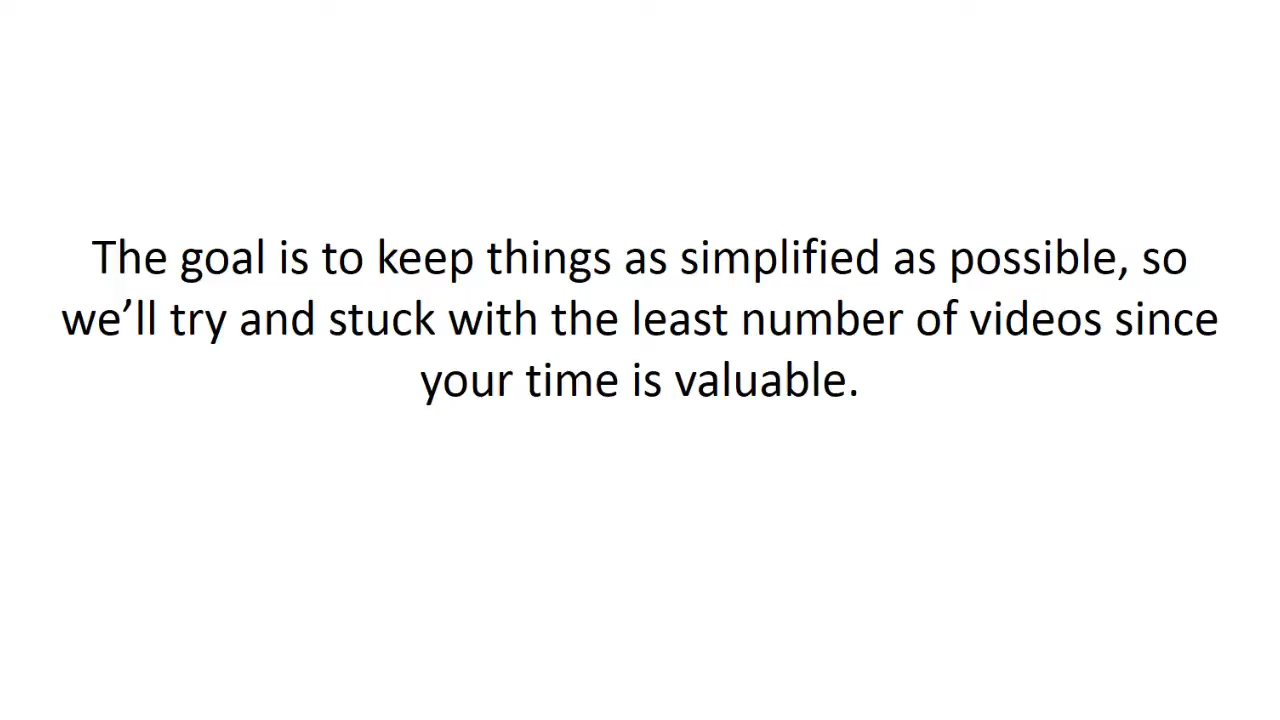 The goal is to keep things as simplified as possible, so
we’ll try and stuck with the least number of videos since
your time is valuable.